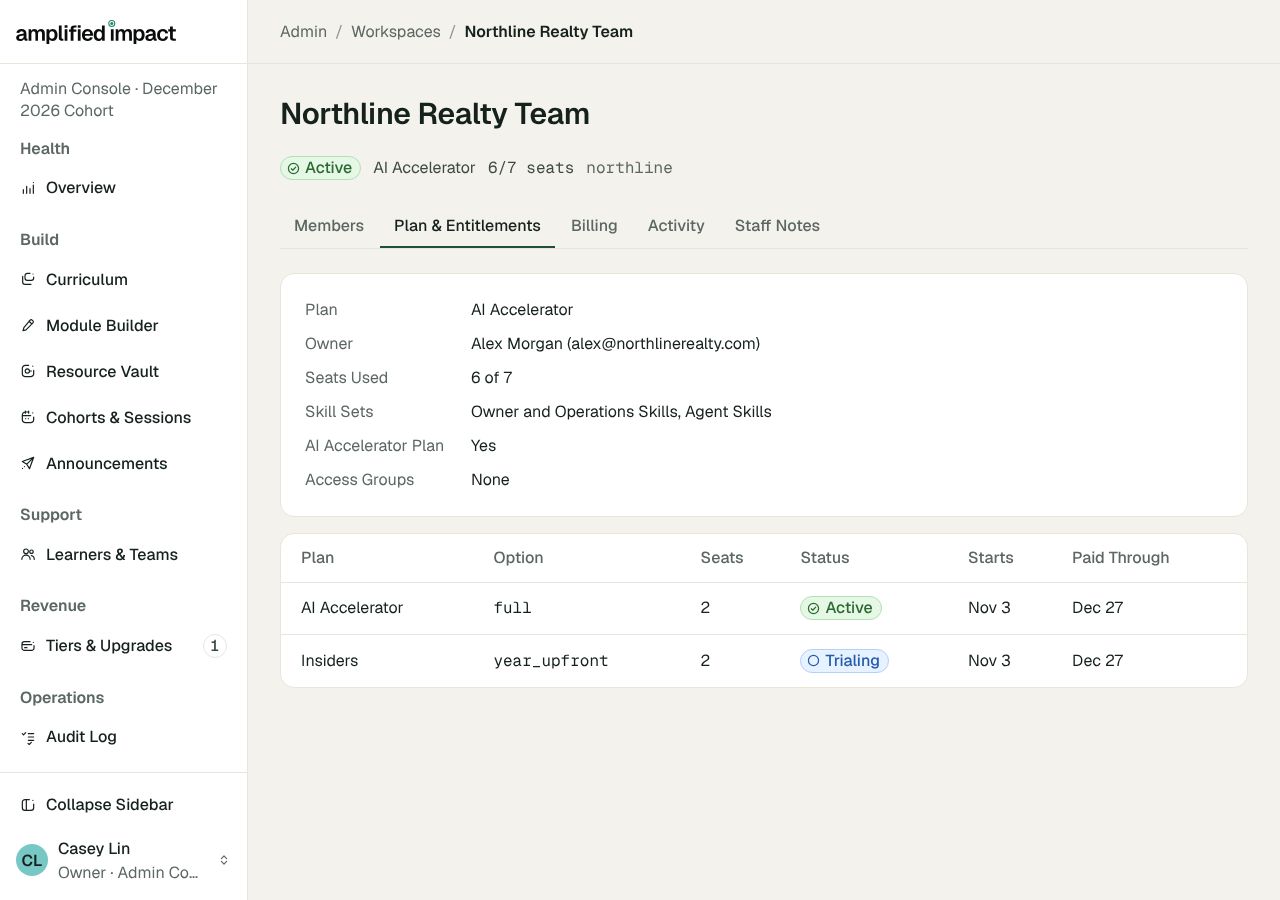 amplified impact
Admin / Workspaces / Northline Realty Team
Admin Console · December
2026 Cohort
Health
Overview
Build
Curriculum
Module Builder
Resource Vault
Cohorts & Sessions
Announcements
Support
Learners & Teams
Revenue
Tiers & Upgrades 1
Operations
Audit Log
Collapse Sidebar
CL
Casey Lin
Owner · Admin Co...
Northline Realty Team
Active AI Accelerator 6/7 seats northline
Members Plan & Entitlements Billing Activity Staff Notes
Plan AI Accelerator
Owner Alex Morgan (alex@northlinerealty.com)
Seats Used 6 of 7
Skill Sets Owner and Operations Skills, Agent Skills
AI Accelerator Plan Yes
Access Groups None
Plan Option Seats Status Starts Paid Through
AI Accelerator full 2 Active Nov 3 Dec 27
Insiders year_upfront 2 Trialing Nov 3 Dec 27